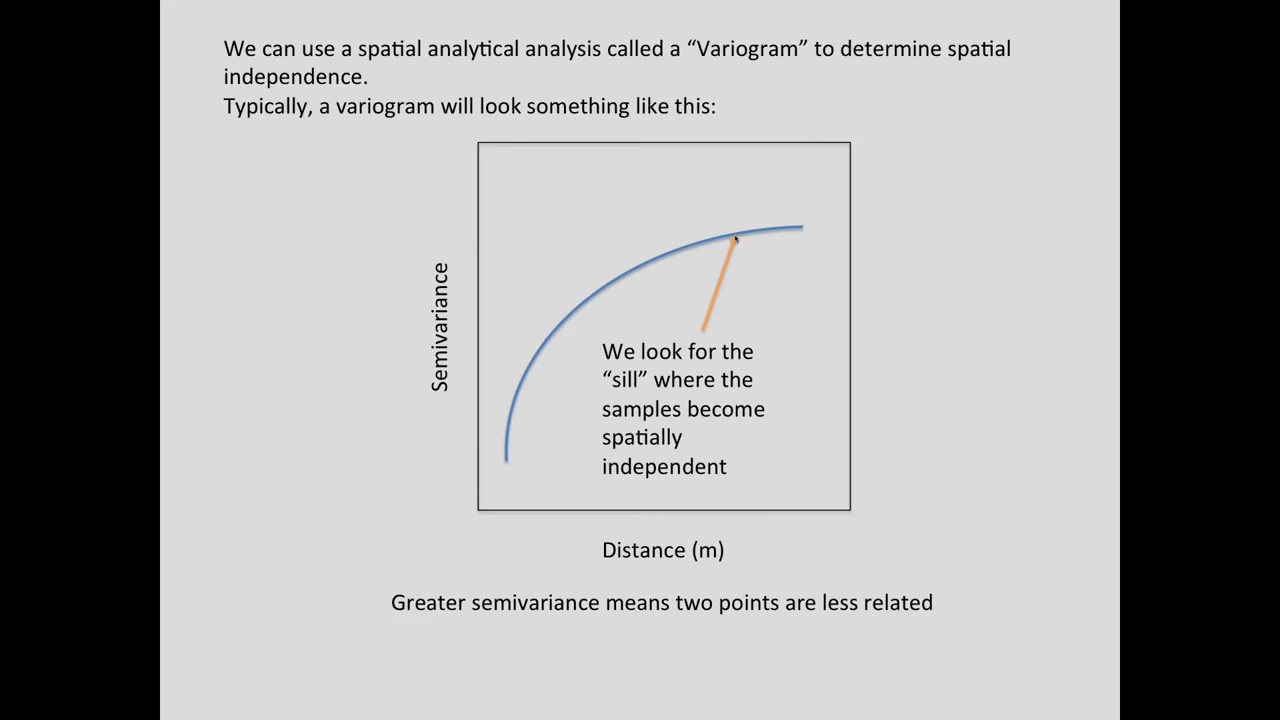 We can use a spatial analytical analysis called a “Variogram” to determine spatial
independence.
Typically, a variogram will look something like this:
Semivariance
We look for the
“sill” where the
samples become
spatially
independent
Distance (m)
Greater semivariance means two points are less related